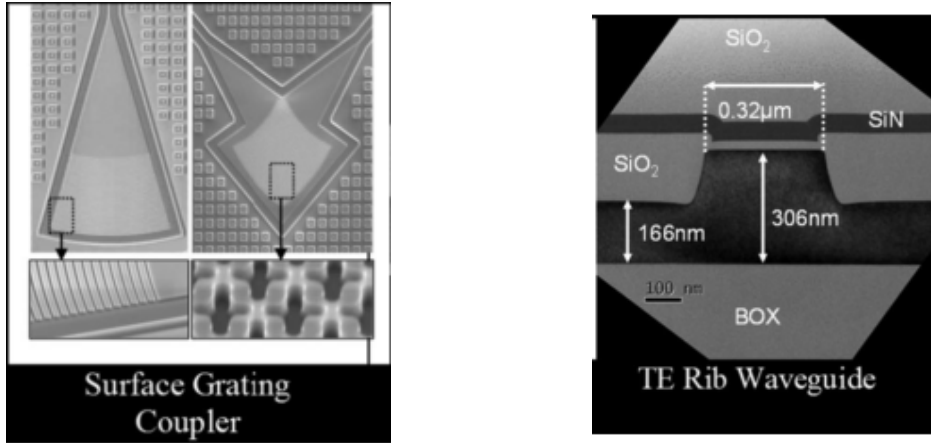 Surface Grating
Coupler
SiO₂
0.32µm
SiN
SiO₂
166nm
306nm
100 nm
BOX
TE Rib Waveguide